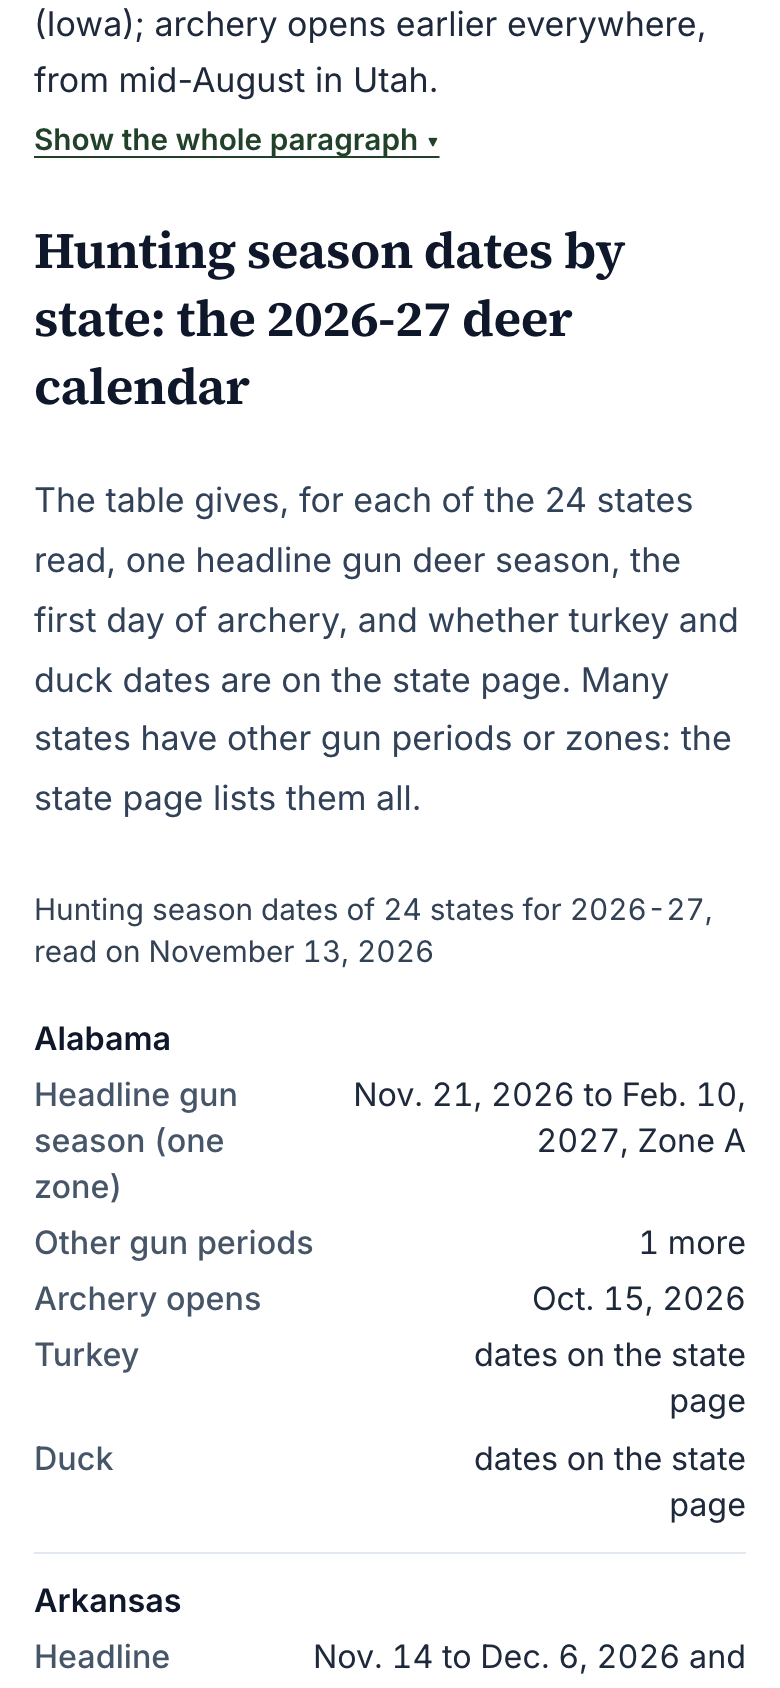 (Iowa); archery opens earlier everywhere,
from mid-August in Utah.
Show the whole paragraph ▾
Hunting season dates by
state: the 2026-27 deer
calendar
The table gives, for each of the 24 states
read, one headline gun deer season, the
first day of archery, and whether turkey and
duck dates are on the state page. Many
states have other gun periods or zones: the
state page lists them all.
Hunting season dates of 24 states for 2026-27,
read on November 13, 2026
Alabama
Headline gun season (one zone)
Nov. 21, 2026 to Feb. 10,
2027, Zone A
Other gun periods 1 more
Archery opens Oct. 15, 2026
Turkey dates on the state
page
Duck dates on the state
page
Arkansas
Headline Nov. 14 to Dec. 6, 2026 and